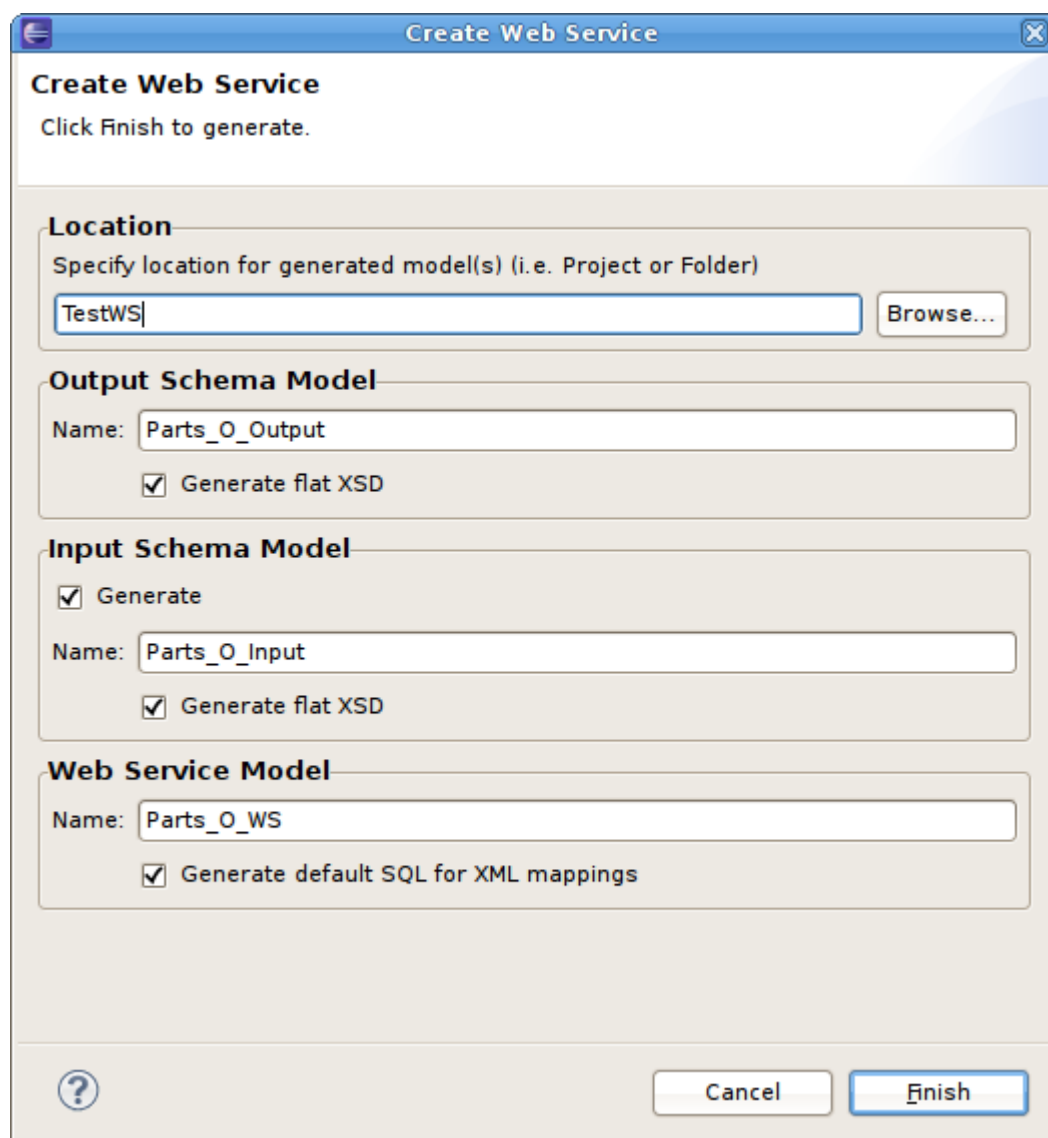 Create Web Service
Create Web Service
Click Finish to generate.
Location
Specify location for generated model(s) (i.e. Project or Folder)
TestWS
Browse...
Output Schema Model
Name: Parts_O_Output
Generate flat XSD
Input Schema Model
Generate
Name: Parts_O_Input
Generate flat XSD
Web Service Model
Name: Parts_O_WS
Generate default SQL for XML mappings
? Cancel Finish